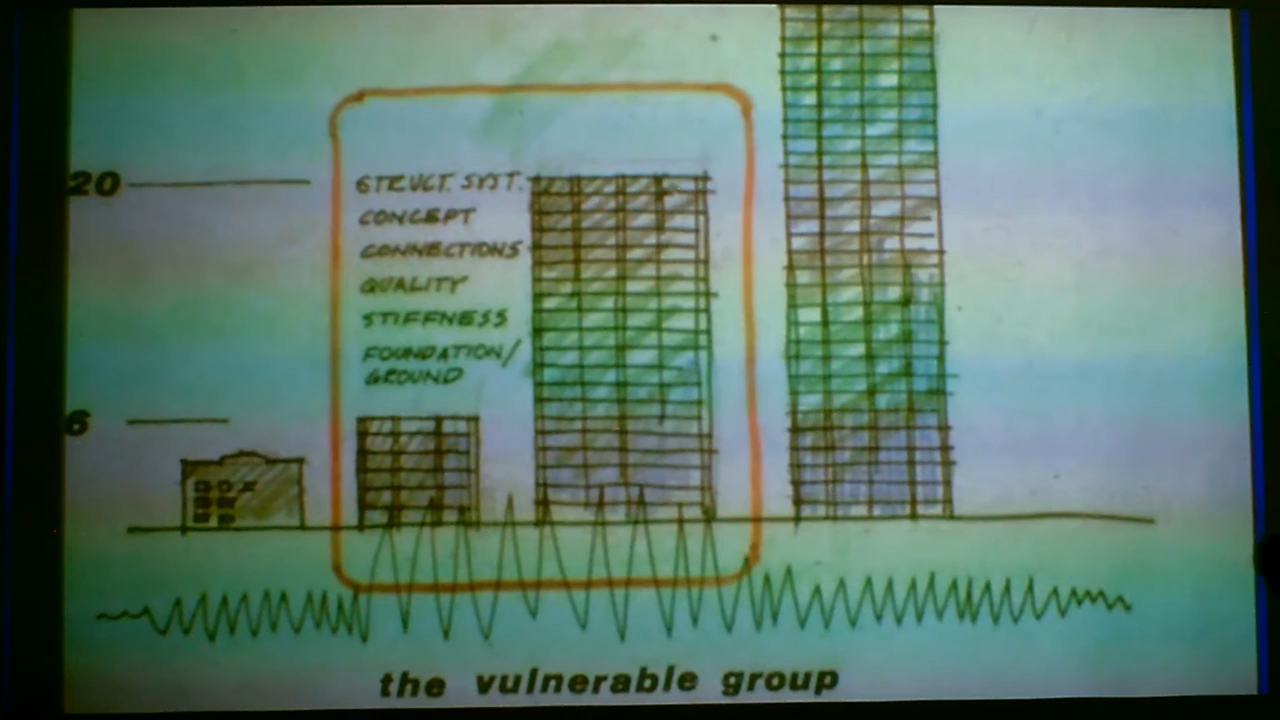 20
STRUCT. SYST.
CONCEPT
CONNECTIONS
QUALITY
STIFFNESS
FOUNDATION/
GROUND
6
the vulnerable group